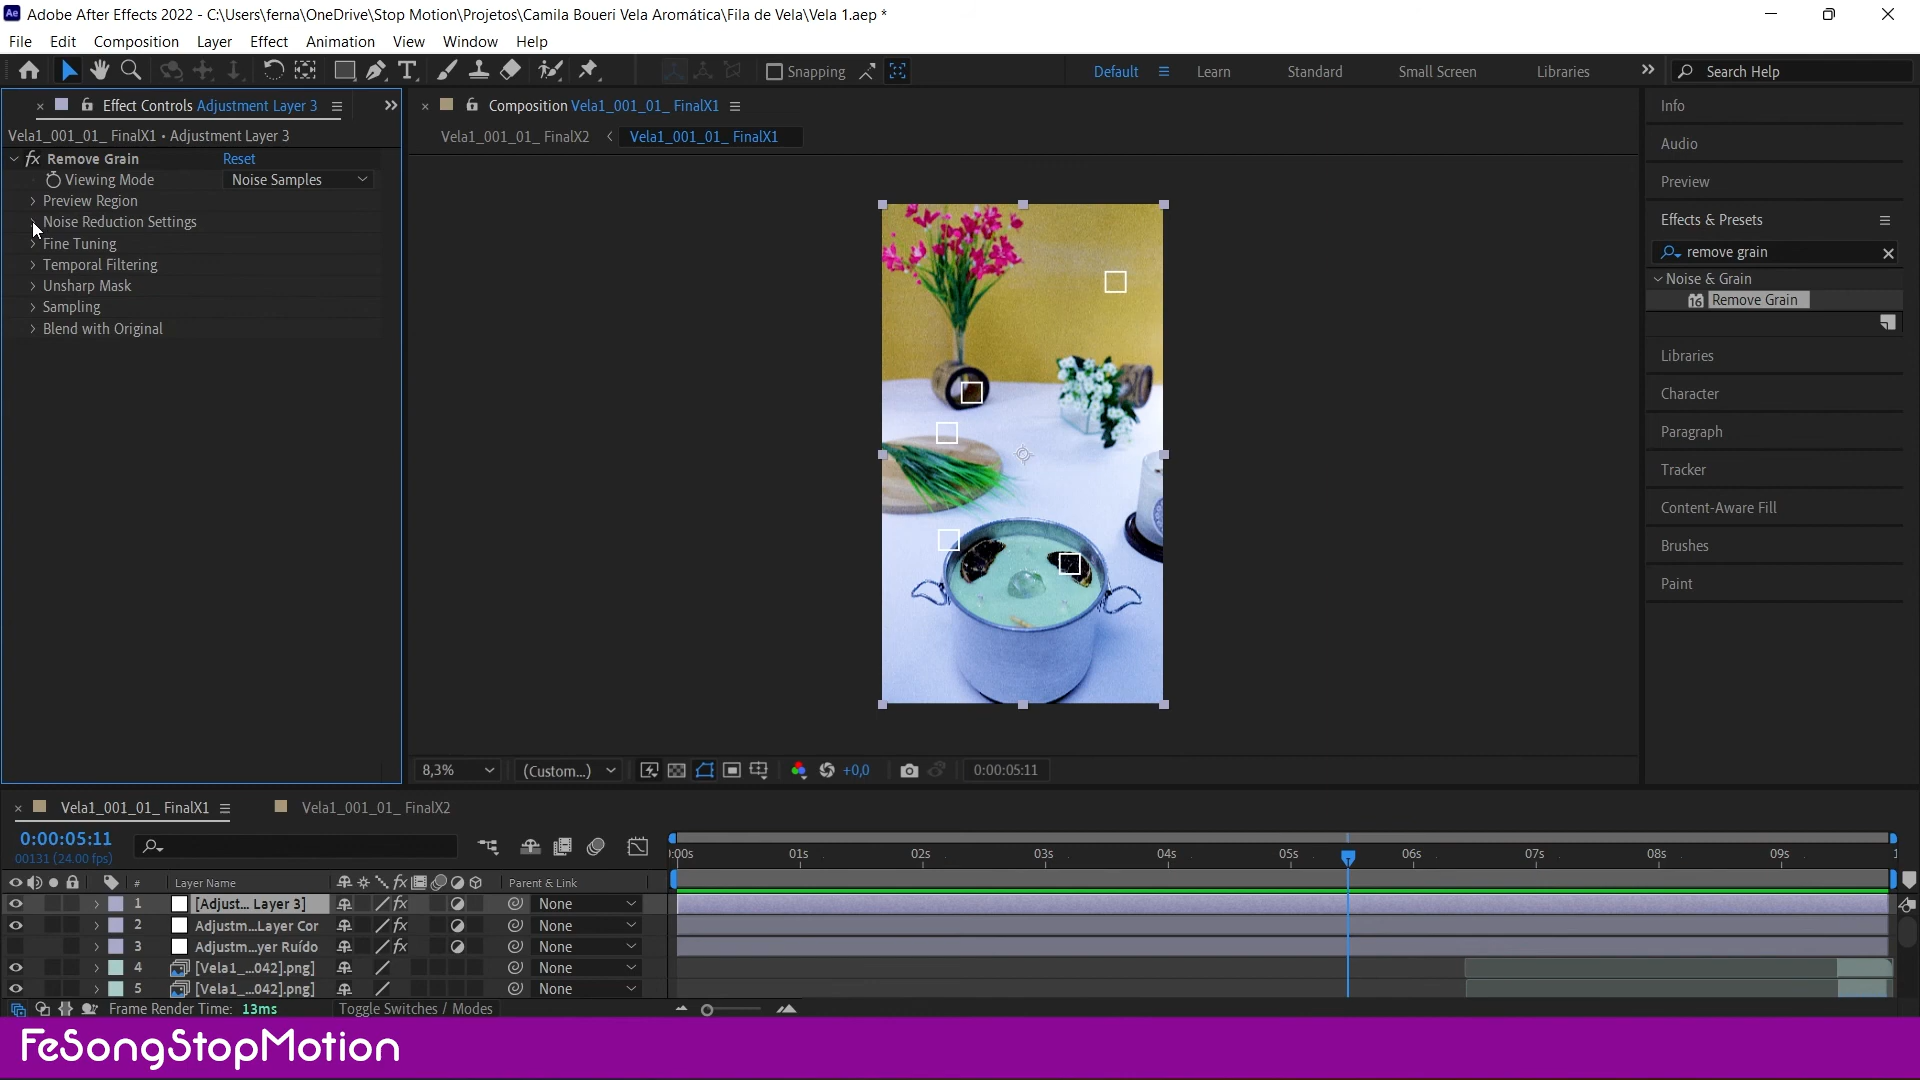 Adobe After Effects 2022 - C:\Users\ferna\OneDrive\Stop Motion\Projetos\Camila Boueri Vela Aromática\Fila de Vela\Vela 1.aep *
File Edit Composition Layer Effect Animation View Window Help
Snapping Default Learn Standard Small Screen Libraries Search Help
Effect Controls Adjustment Layer 3
Vela1_001_01_ FinalX1 • Adjustment Layer 3
fx Remove Grain Reset
Viewing Mode Noise Samples
Preview Region
Noise Reduction Settings
Fine Tuning
Temporal Filtering
Unsharp Mask
Sampling
Blend with Original
Composition Vela1_001_01_ FinalX1
Vela1_001_01_ FinalX2 < Vela1_001_01_ FinalX1
8,3% (Custom...) +0,0 0:00:05:11
Info
Audio
Preview
Effects & Presets
remove grain
Noise & Grain
16 Remove Grain
Libraries
Character
Paragraph
Tracker
Content-Aware Fill
Brushes
Paint
Vela1_001_01_ FinalX1 Vela1_001_01_ FinalX2
0:00:05:11
00131 (24.00 fps)
):00s 01s 02s 03s 04s 05s 06s 07s 08s 09s 1
# Layer Name fx Parent & Link
1 [Adjust... Layer 3] fx None
2 Adjustm...Layer Cor fx None
3 Adjustm...yer Ruído fx None
4 [Vela1_...042].png] None
5 [Vela1_...042].png] None
Frame Render Time: 13ms Toggle Switches / Modes
FeSongStopMotion